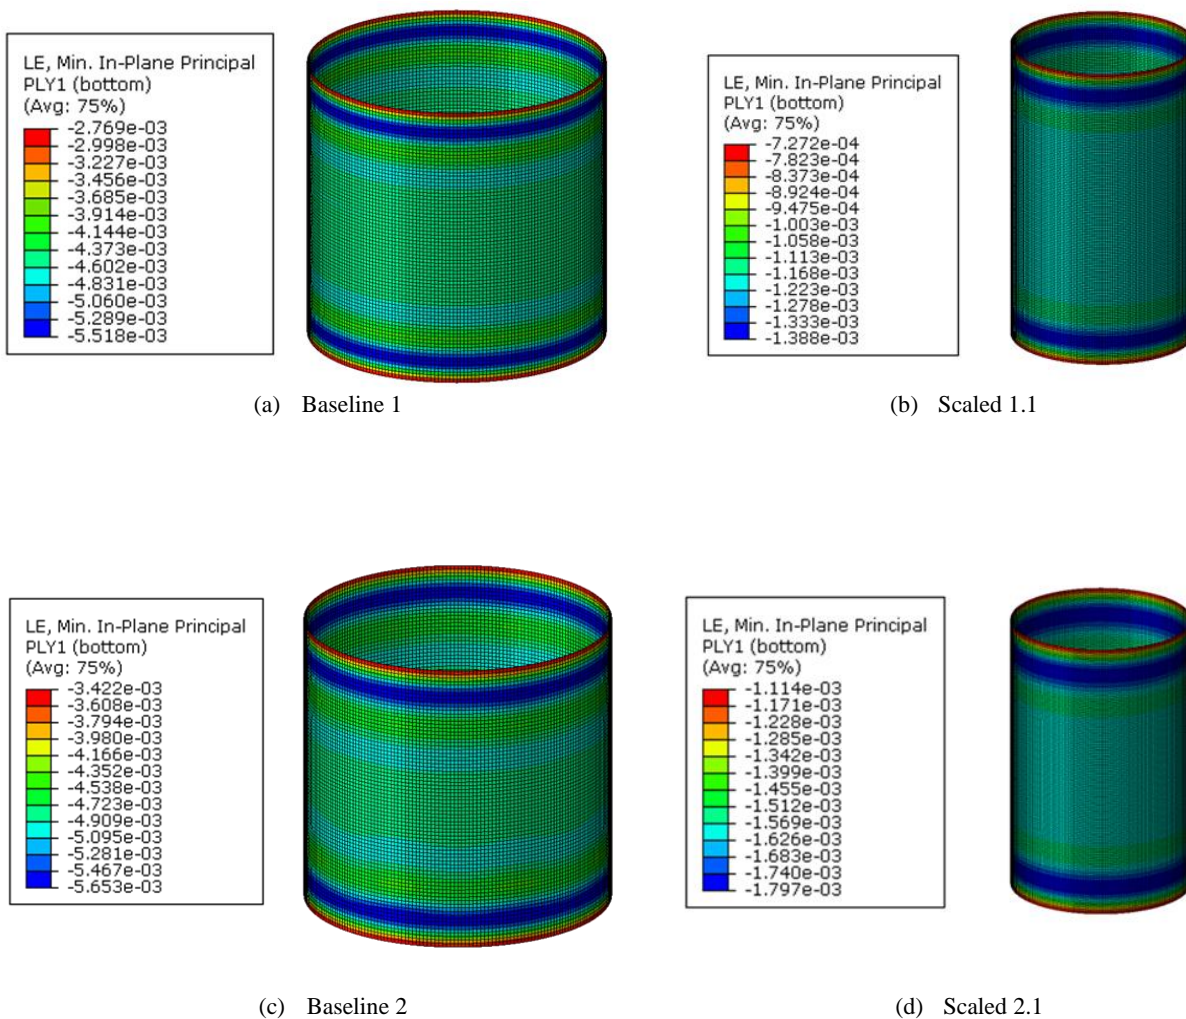 LE, Min. In-Plane Principal
PLY1 (bottom)
(Avg: 75%)
-2.769e-03
-2.998e-03
-3.227e-03
-3.456e-03
-3.685e-03
-3.914e-03
-4.144e-03
-4.373e-03
-4.602e-03
-4.831e-03
-5.060e-03
-5.289e-03
-5.518e-03
(a) Baseline 1
LE, Min. In-Plane Principal
PLY1 (bottom)
(Avg: 75%)
-7.272e-04
-7.823e-04
-8.373e-04
-8.924e-04
-9.475e-04
-1.003e-03
-1.058e-03
-1.113e-03
-1.168e-03
-1.223e-03
-1.278e-03
-1.333e-03
-1.388e-03
(b) Scaled 1.1
LE, Min. In-Plane Principal
PLY1 (bottom)
(Avg: 75%)
-3.422e-03
-3.608e-03
-3.794e-03
-3.980e-03
-4.166e-03
-4.352e-03
-4.538e-03
-4.723e-03
-4.909e-03
-5.095e-03
-5.281e-03
-5.467e-03
-5.653e-03
(c) Baseline 2
LE, Min. In-Plane Principal
PLY1 (bottom)
(Avg: 75%)
-1.114e-03
-1.171e-03
-1.228e-03
-1.285e-03
-1.342e-03
-1.399e-03
-1.455e-03
-1.512e-03
-1.569e-03
-1.626e-03
-1.683e-03
-1.740e-03
-1.797e-03
(d) Scaled 2.1